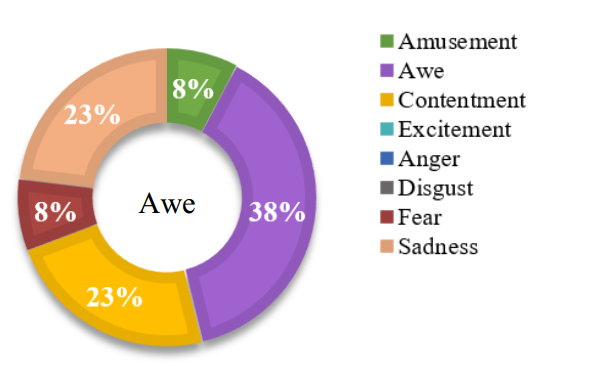 8%
38%
23%
8%
23%
Awe
Amusement
Awe
Contentment
Excitement
Anger
Disgust
Fear
Sadness